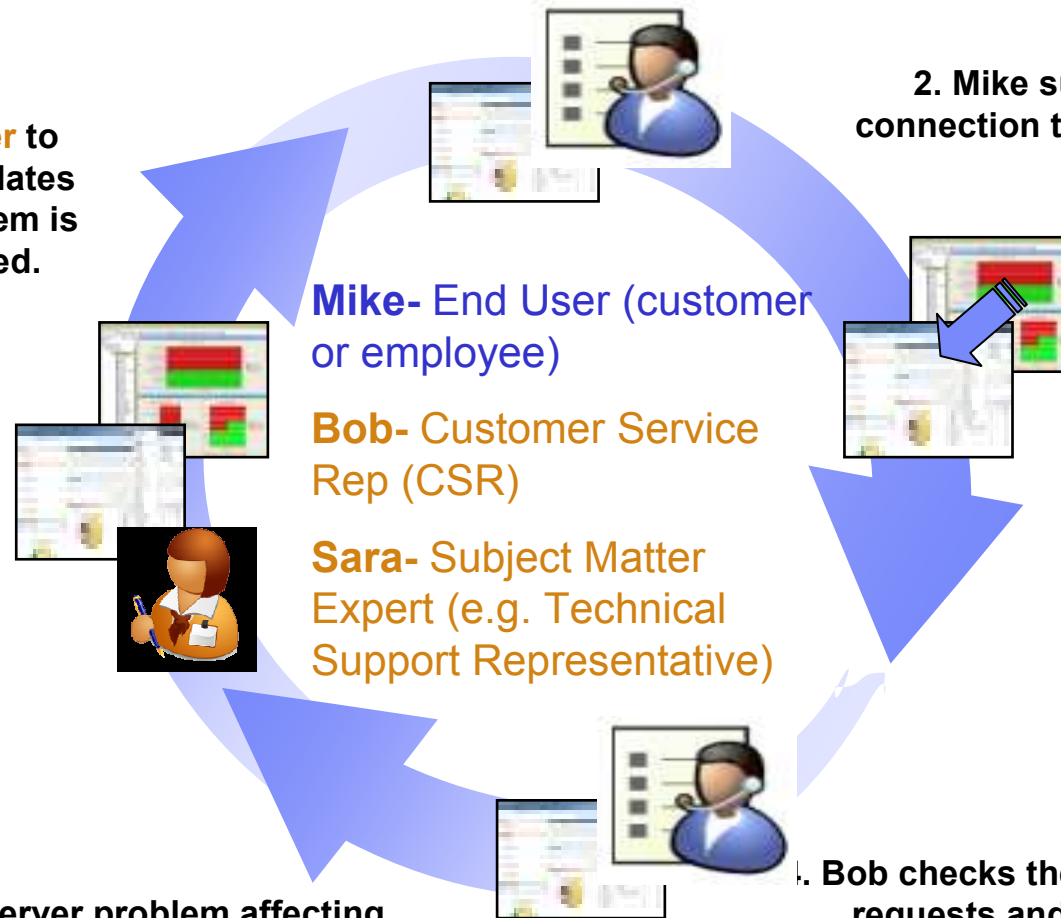 er to
lates
em is
ed.
2. Mike su
connection t
Mike- End User (customer
or employee)
Bob- Customer Service
Rep (CSR)
Sara- Subject Matter
Expert (e.g. Technical
Support Representative)
. Bob checks the
requests and
erver problem affecting